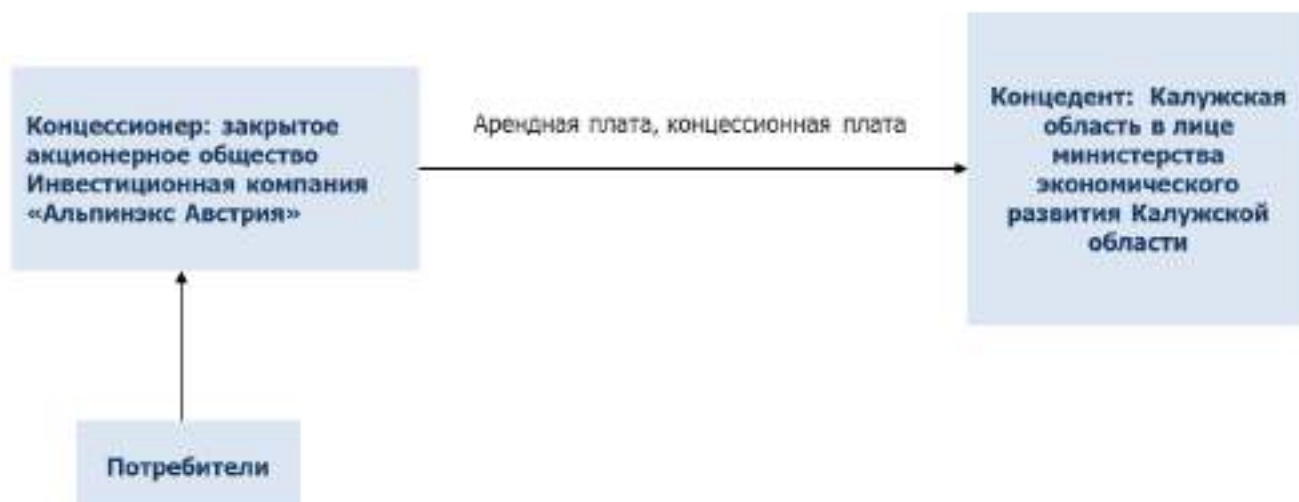 Концессионер: закрытое
акционерное общество
Инвестиционная компания
«Альпинэкс Австрия»
Арендная плата, концессионная плата
Концедент: Калужская
область в лице
министерства
экономического
развития Калужской
области
Потребители